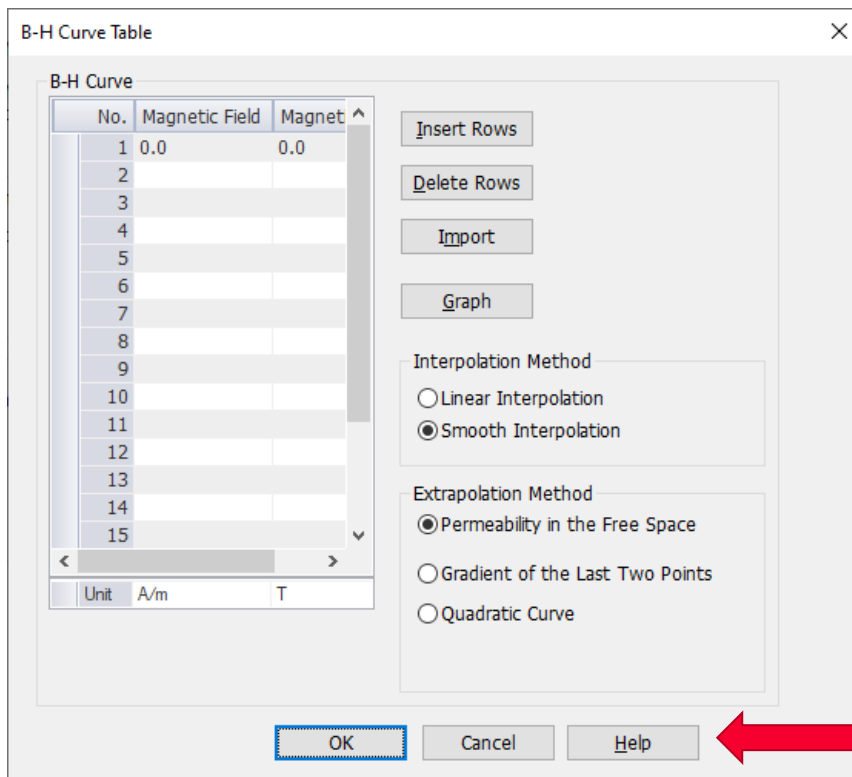 B-H Curve Table
B-H Curve
No. Magnetic Field Magnet
1 0.0 0.0
2
3
4
5
6
7
8
9
10
11
12
13
14
15
Unit A/m T
Insert Rows
Delete Rows
Import
Graph
Interpolation Method
Linear Interpolation
Smooth Interpolation
Extrapolation Method
Permeability in the Free Space
Gradient of the Last Two Points
Quadratic Curve
OK Cancel Help